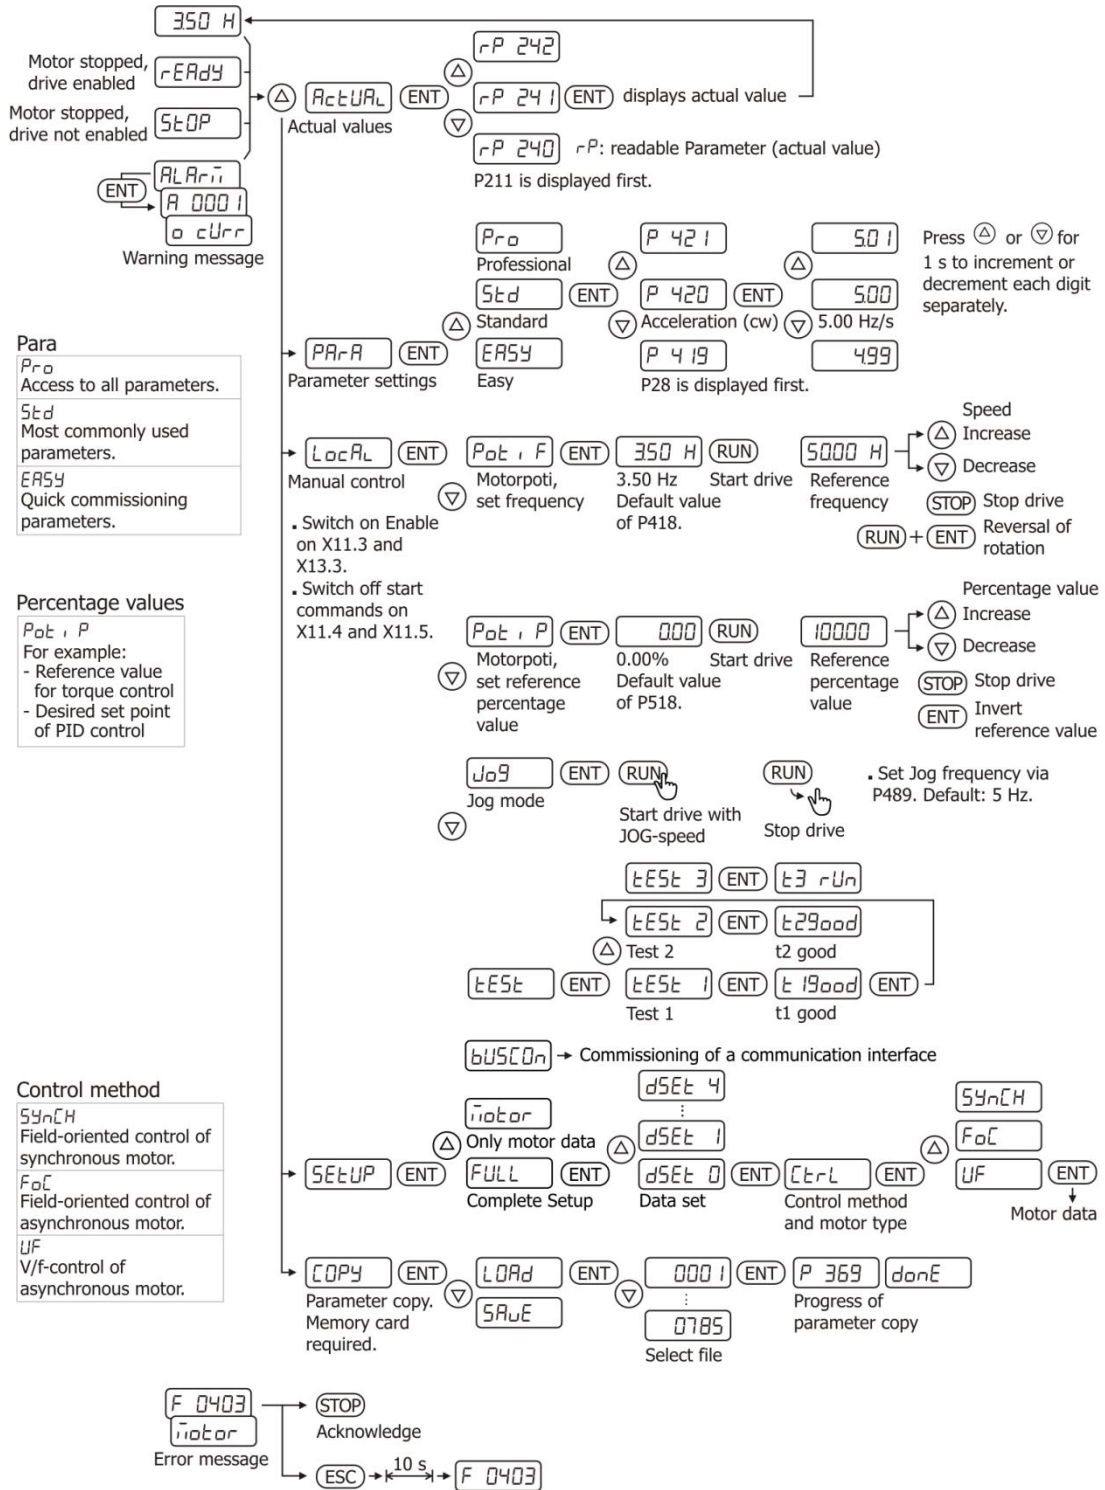 3.50 H
Motor stopped,
drive enabled
rEAdY
Motor stopped,
drive not enabled
StOP
ENT
ALArm
A 0001
o cUrr
Warning message
ActUAL
ENT
Actual values
rP 242
rP 241
ENT
displays actual value
rP 240
rP: readable Parameter (actual value)
P211 is displayed first.
Para
Pro
Access to all parameters.
Std
Most commonly used
parameters.
EASY
Quick commissioning
parameters.
PArA
ENT
Parameter settings
Pro
Professional
Std
ENT
Standard
EASY
Easy
P 421
P 420
ENT
Acceleration (cw)
P 419
P28 is displayed first.
5.01
5.00
5.00 Hz/s
4.99
Press or for
1 s to increment or
decrement each digit
separately.
LocAL
ENT
Manual control
▪ Switch on Enable
on X11.3 and
X13.3.
▪ Switch off start
commands on
X11.4 and X11.5.
Poti F
ENT
Motorpoti,
set frequency
3.50 H
RUN
3.50 Hz
Start drive
Default value
of P418.
50.00 H
Reference
frequency
Speed
Increase
Decrease
STOP
Stop drive
RUN + ENT
Reversal of
rotation
Percentage values
Poti P
For example:
- Reference value
for torque control
- Desired set point
of PID control
Poti P
ENT
Motorpoti,
set reference
percentage
value
0.00
RUN
0.00%
Start drive
Default value
of P518.
100.00
Reference
percentage
value
Percentage value
Increase
Decrease
STOP
Stop drive
ENT
Invert
reference value
JoG
ENT
RUN
Jog mode
Start drive with
JOG-speed
RUN
Stop drive
▪ Set Jog frequency via
P489. Default: 5 Hz.
tESt 3
ENT
t3 rUn
tESt 2
ENT
t2good
Test 2
t2 good
tESt
ENT
tESt 1
ENT
t1good
ENT
Test 1
t1 good
Control method
SYnCH
Field-oriented control of
synchronous motor.
FoC
Field-oriented control of
asynchronous motor.
UF
V/f-control of
asynchronous motor.
SEtUP
ENT
bUSCOn
Commissioning of a communication interface
motor
Only motor data
FULL
ENT
Complete Setup
dSEt 4
dSEt 1
dSEt 0
ENT
Data set
CtrL
ENT
Control method
and motor type
SYnCH
FoC
UF
ENT
Motor data
COPY
ENT
Parameter copy.
Memory card
required.
LOAd
ENT
SAvE
0001
ENT
0785
Select file
P 369
donE
Progress of
parameter copy
F 0403
motor
Error message
STOP
Acknowledge
ESC
10 s
F 0403